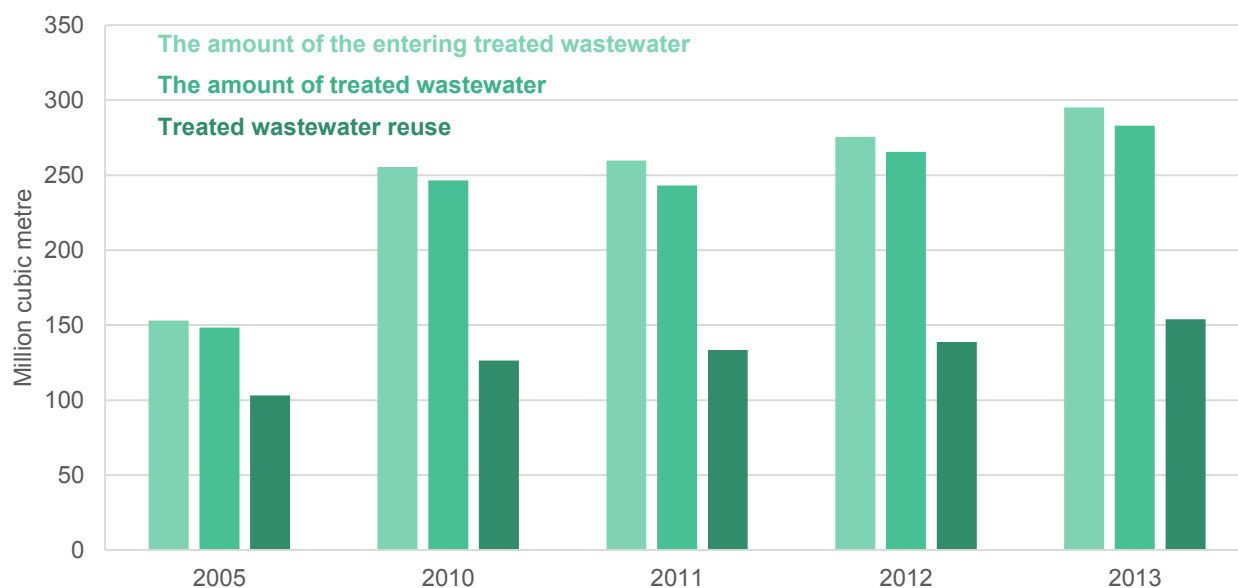 350
The amount of the entering treated wastewater
The amount of treated wastewater
300
Treated wastewater reuse
250
200
150
100
50
0
Million cubic metre
2005 2010 2011 2012 2013